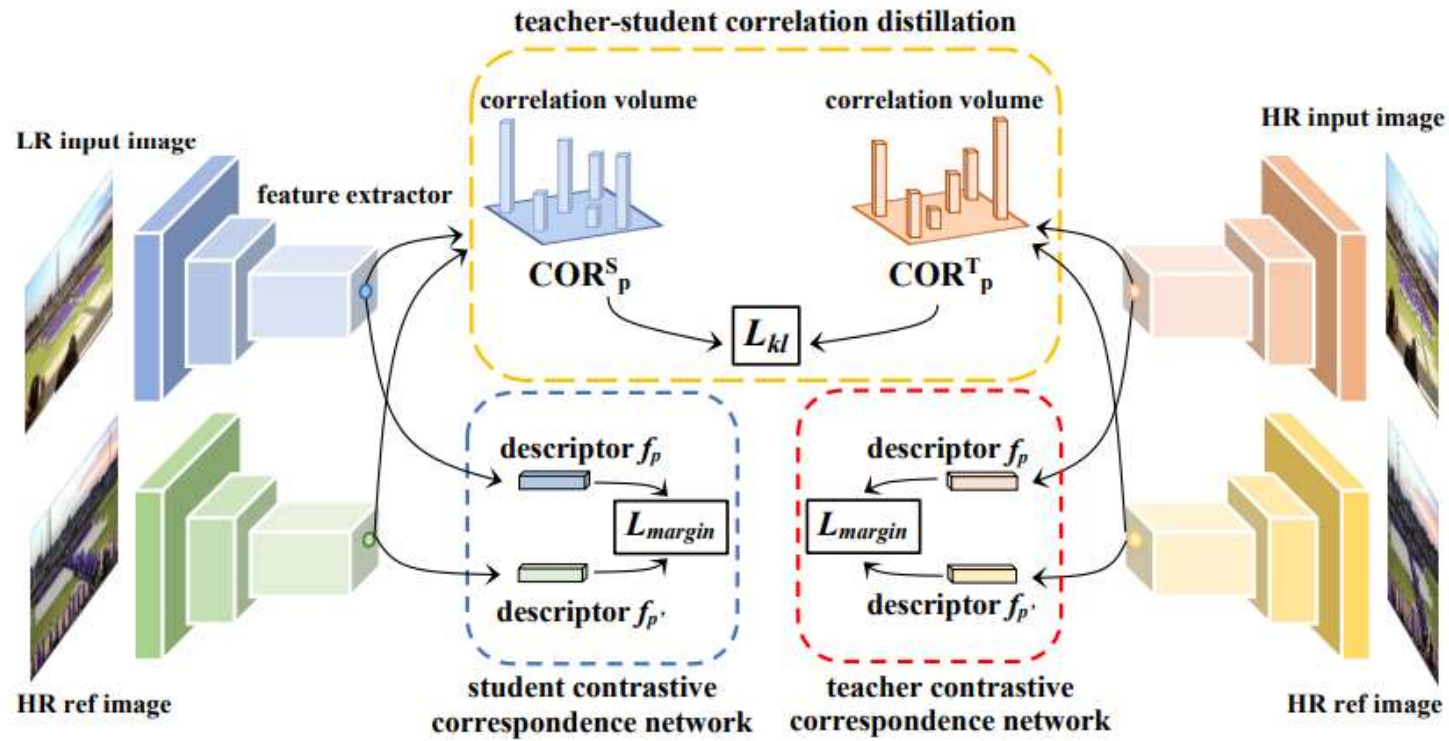 teacher-student correlation distillation
correlation volume
correlation volume
LR input image
HR input image
feature extractor
COR^S_p
COR^T_p
L_kl
descriptor f_p
descriptor f_p
L_margin
L_margin
descriptor f_p'
descriptor f_p'
HR ref image
student contrastive
correspondence network
teacher contrastive
correspondence network
HR ref image